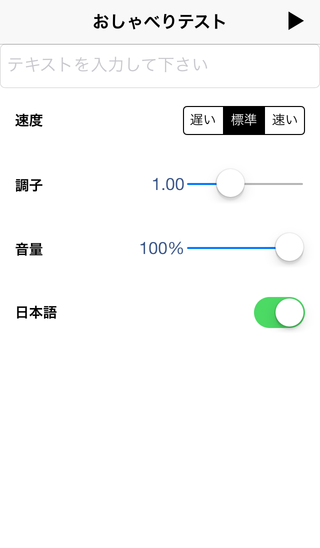 おしゃべりテスト
テキストを入力して下さい
速度 遅い 標準 速い
調子 1.00
音量 100%
日本語